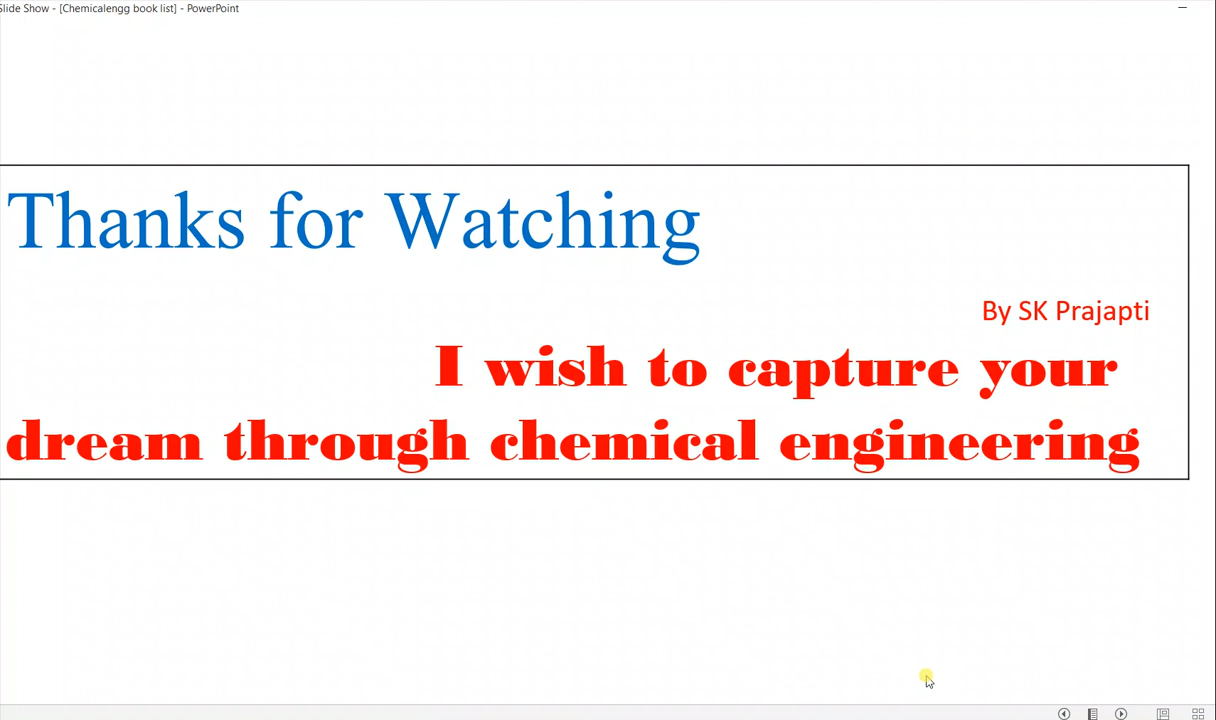 Slide Show - [Chemicalengg book list] - PowerPoint
Thanks for Watching
By SK Prajapti
I wish to capture your
dream through chemical engineering